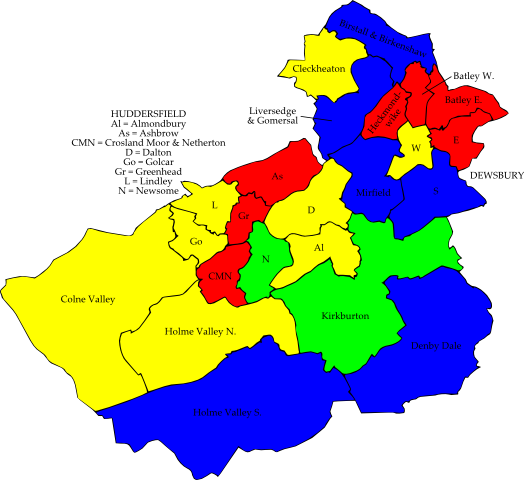 Birstall & Birkenshaw
Cleckheaton
Batley W.
Liversedge
& Gomersal
Batley E.
Heckmond-
wike
HUDDERSFIELD
Al = Almondbury
As = Ashbrow
CMN = Crosland Moor & Netherton
D = Dalton
Go = Golcar
Gr = Greenhead
L = Lindley
N = Newsome
E
W
DEWSBURY
As
Mirfield
S
L
D
Gr
Go
Al
N
CMN
Colne Valley
Kirkburton
Holme Valley N.
Denby Dale
Holme Valley S.